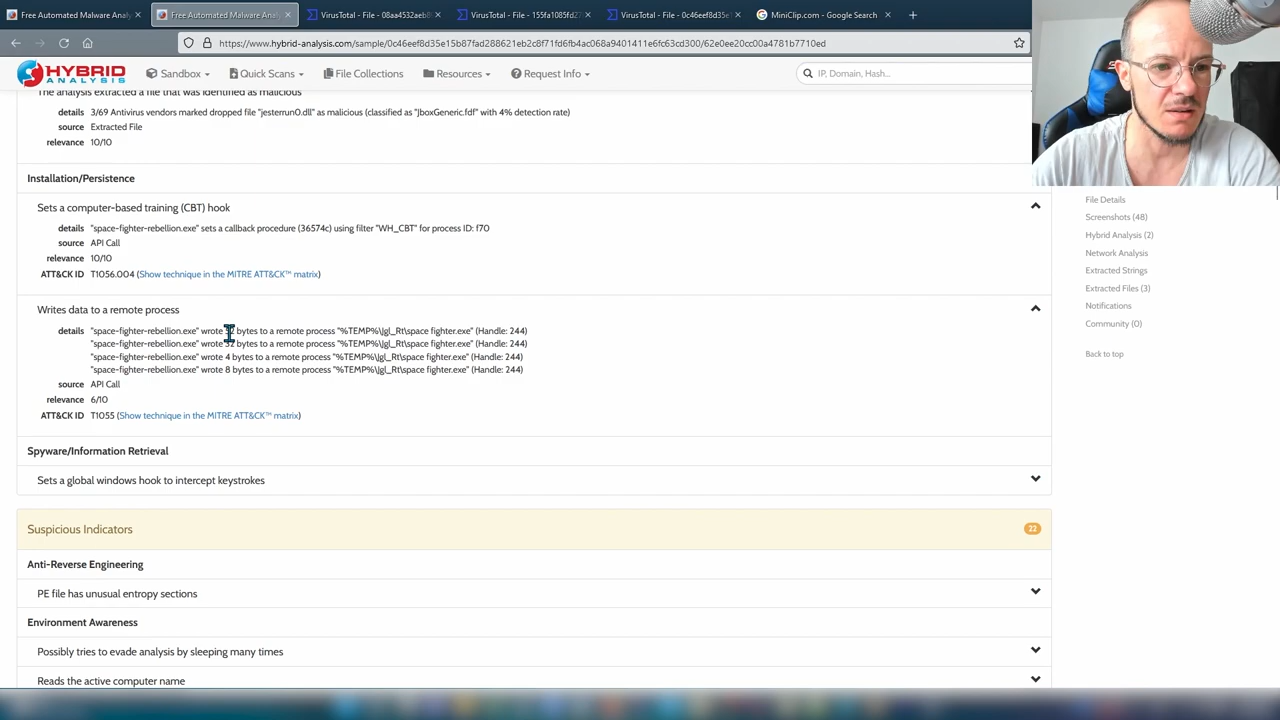 Free Automated Malware Anal
Free Automated Malware Anal
VirusTotal - File - 08aa4532aeb8
VirusTotal - File - 155fa1085fd2
VirusTotal - File - 0c46eef8d35e
MiniClip.com - Google Search
https://www.hybrid-analysis.com/sample/0c46eef8d35e15b87fad288621eb2c8f71fd6fb4ac068a9401411e6fc63cd300/62e0ee20cc00a4781b7710ed
HYBRID ANALYSIS
Sandbox
Quick Scans
File Collections
Resources
Request Info
IP, Domain, Hash...
The analysis extracted a file that was identified as malicious
details 3/69 Antivirus vendors marked dropped file "jesterrun0.dll" as malicious (classified as "JboxGeneric.fdf" with 4% detection rate)
source Extracted File
relevance 10/10
Installation/Persistence
Sets a computer-based training (CBT) hook
details "space-fighter-rebellion.exe" sets a callback procedure (36574c) using filter "WH_CBT" for process ID: f70
source API Call
relevance 10/10
ATT&CK ID T1056.004 (Show technique in the MITRE ATT&CK™ matrix)
Writes data to a remote process
details "space-fighter-rebellion.exe" wrote 32 bytes to a remote process "%TEMP%\Jgl_Rt\space fighter.exe" (Handle: 244)
"space-fighter-rebellion.exe" wrote 52 bytes to a remote process "%TEMP%\Jgl_Rt\space fighter.exe" (Handle: 244)
"space-fighter-rebellion.exe" wrote 4 bytes to a remote process "%TEMP%\Jgl_Rt\space fighter.exe" (Handle: 244)
"space-fighter-rebellion.exe" wrote 8 bytes to a remote process "%TEMP%\Jgl_Rt\space fighter.exe" (Handle: 244)
source API Call
relevance 6/10
ATT&CK ID T1055 (Show technique in the MITRE ATT&CK™ matrix)
Spyware/Information Retrieval
Sets a global windows hook to intercept keystrokes
Suspicious Indicators
22
Anti-Reverse Engineering
PE file has unusual entropy sections
Environment Awareness
Possibly tries to evade analysis by sleeping many times
Reads the active computer name
File Details
Screenshots (48)
Hybrid Analysis (2)
Network Analysis
Extracted Strings
Extracted Files (3)
Notifications
Community (0)
Back to top